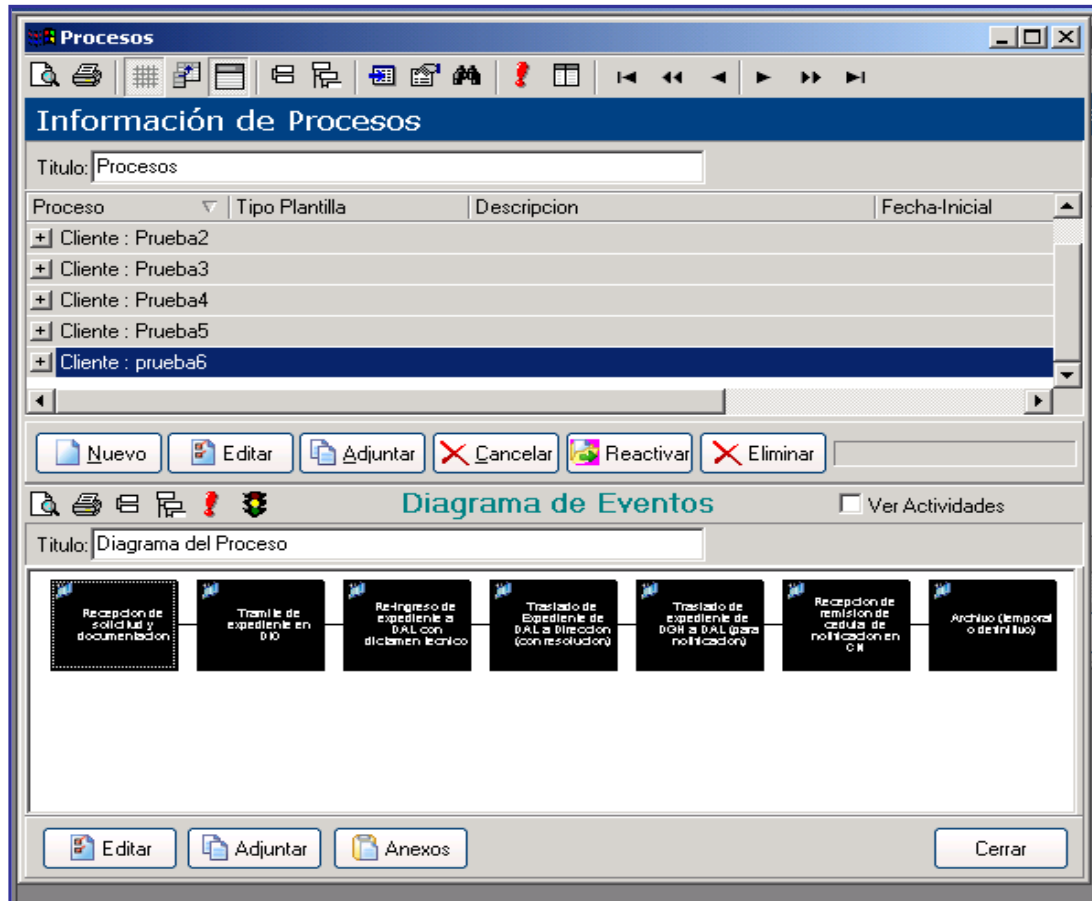 Procesos
Información de Procesos
Titulo: Procesos
Proceso Tipo Plantilla Descripcion Fecha-Inicial
Cliente : Prueba2
Cliente : Prueba3
Cliente : Prueba4
Cliente : Prueba5
Cliente : prueba6
Nuevo Editar Adjuntar Cancelar Reactivar Eliminar
Diagrama de Eventos Ver Actividades
Titulo: Diagrama del Proceso
Recepcion de
solicitud y
documentacion
Tramite de
expediente en
DIO
Re-Ingreso de
expediente a
DAL con
dictamen tecnico
Traslado de
Expediente de
DAL a Direccion
(con resolucion)
Traslado de
expediente de
DGH a DAL (para
notificacion)
Recepcion de
remision de
cedula de
notificacion en
CN
Archivo (temporal
o definitivo)
Editar Adjuntar Anexos Cerrar